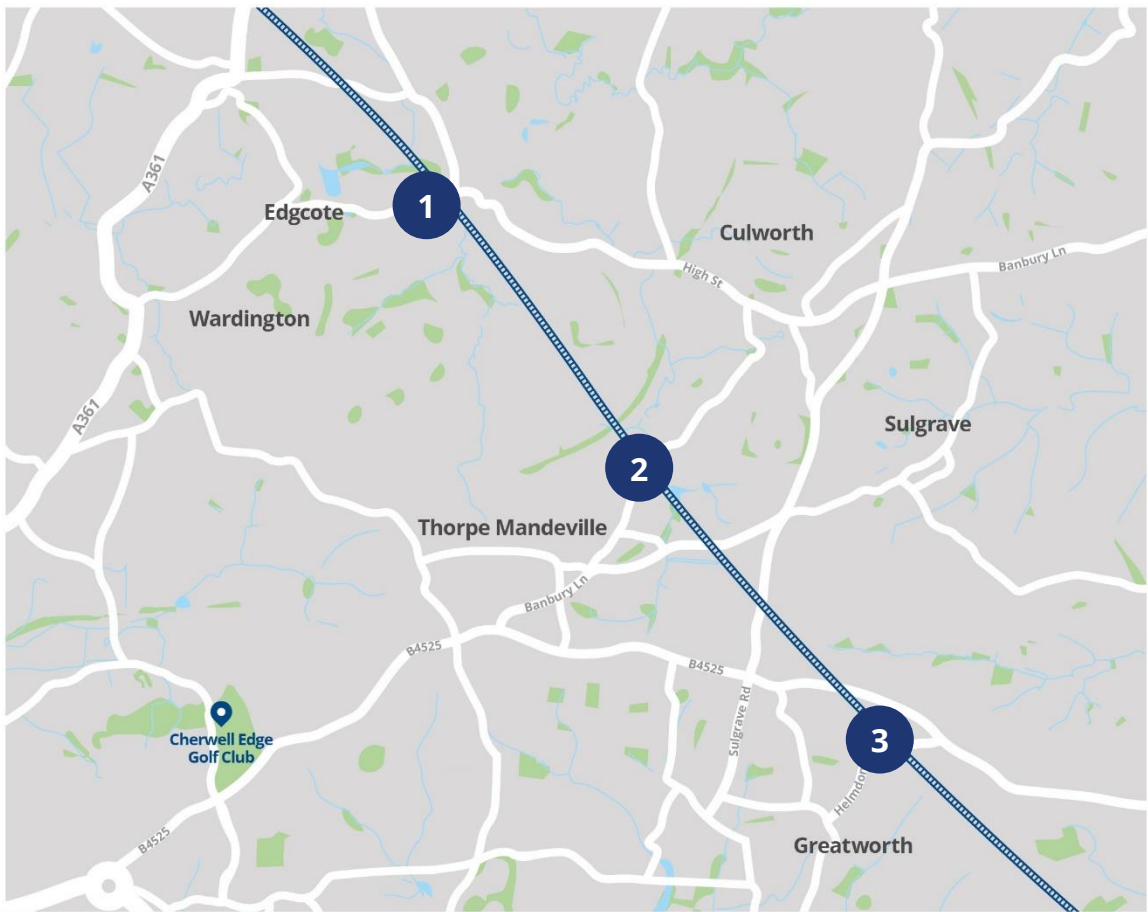 A361
1
Edgcote
Culworth
High St
Banbury Ln
Wardington
A361
Sulgrave
2
Thorpe Mandeville
Banbury Ln
B4525
B4525
Sulgrave Rd
Cherwell Edge
Golf Club
3
Helmdon
B4525
Greatworth